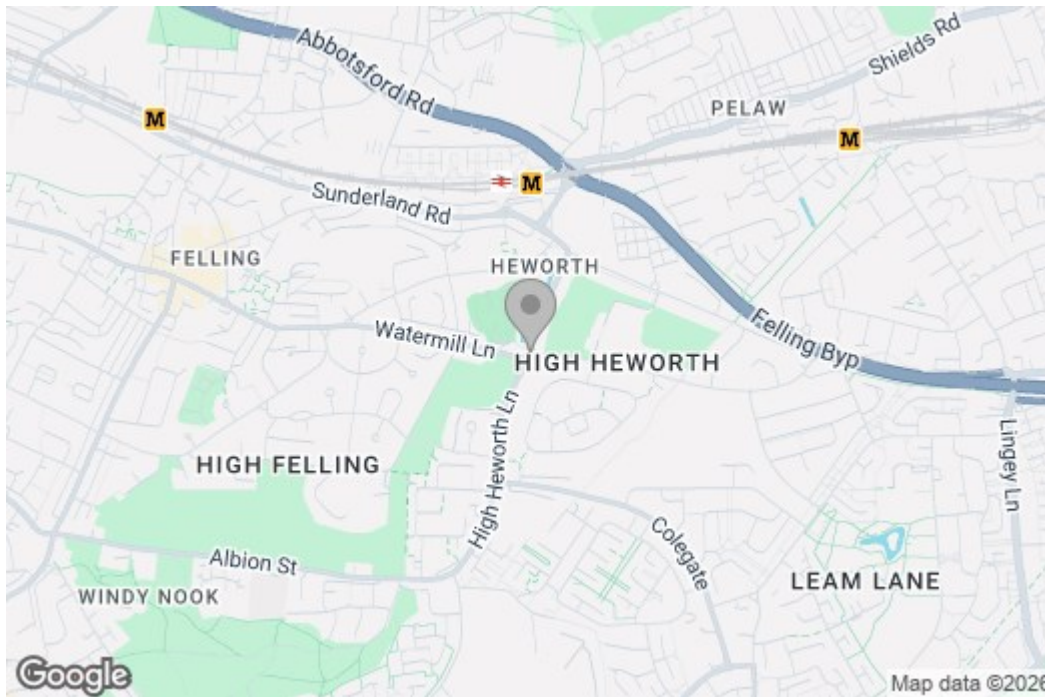 Abbotsford Rd
Shields Rd
PELAW
M
M
M
Sunderland Rd
FELLING
HEWORTH
Watermill Ln
Felling Byp
HIGH HEWORTH
High Heworth Ln
HIGH FELLING
Lingey Ln
Colegate
Albion St
LEAM LANE
WINDY NOOK
Google
Map data ©2026